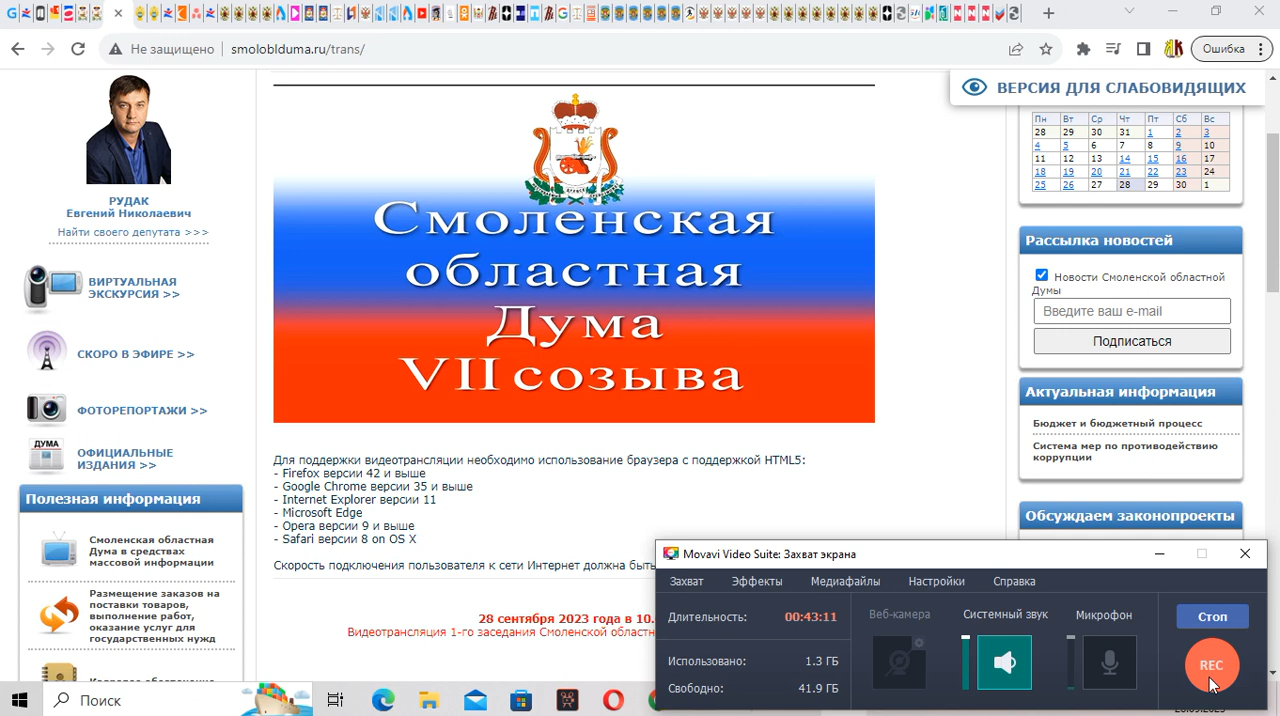 Не защищено
smoloblduma.ru/trans/
Ошибка
РУДАК
Евгений Николаевич
Найти своего депутата >>>
ВИРТУАЛЬНАЯ
ЭКСКУРСИЯ >>
СКОРО В ЭФИРЕ >>
ФОТОРЕПОРТАЖИ >>
ДУМА
ОФИЦИАЛЬНЫЕ
ИЗДАНИЯ >>
Полезная информация
Смоленская областная
Дума в средствах
массовой информации
Размещение заказов на
поставки товаров,
выполнение работ,
оказание услуг для
государственных нужд
Смоленская
областная
Дума
VII созыва
Для поддержки видеотрансляции необходимо использование браузера с поддержкой HTML5:
- Firefox версии 42 и выше
- Google Chrome версии 35 и выше
- Internet Explorer версии 11
- Microsoft Edge
- Opera версии 9 и выше
- Safari версии 8 on OS X
Скорость подключения пользователя к сети Интернет должна быть
28 сентября 2023 года в 10.
Видеотрансляция 1-го заседания Смоленской областн
ВЕРСИЯ ДЛЯ СЛАБОВИДЯЩИХ
Пн Вт Ср Чт Пт Сб Вс
28 29 30 31 1 2 3
4 5 6 7 8 9 10
11 12 13 14 15 16 17
18 19 20 21 22 23 24
25 26 27 28 29 30 1
Рассылка новостей
Новости Смоленской областной
Думы
Введите ваш e-mail
Подписаться
Актуальная информация
Бюджет и бюджетный процесс
Система мер по противодействию
коррупции
Обсуждаем законопроекты
Movavi Video Suite: Захват экрана
Захват Эффекты Медиафайлы Настройки Справка
Длительность: 00:43:11
Использовано: 1.3 ГБ
Свободно: 41.9 ГБ
Веб-камера
Системный звук
Микрофон
Стоп
REC
Поиск